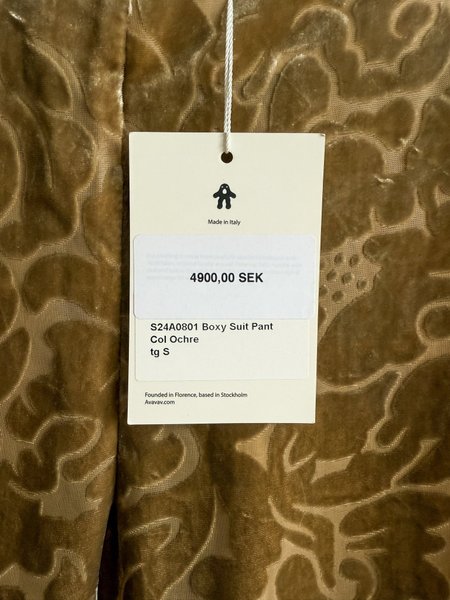 Made in Italy
4900,00 SEK
S24A0801 Boxy Suit Pant
Col Ochre
tg S
Founded in Florence, based in Stockholm
Avavav.com